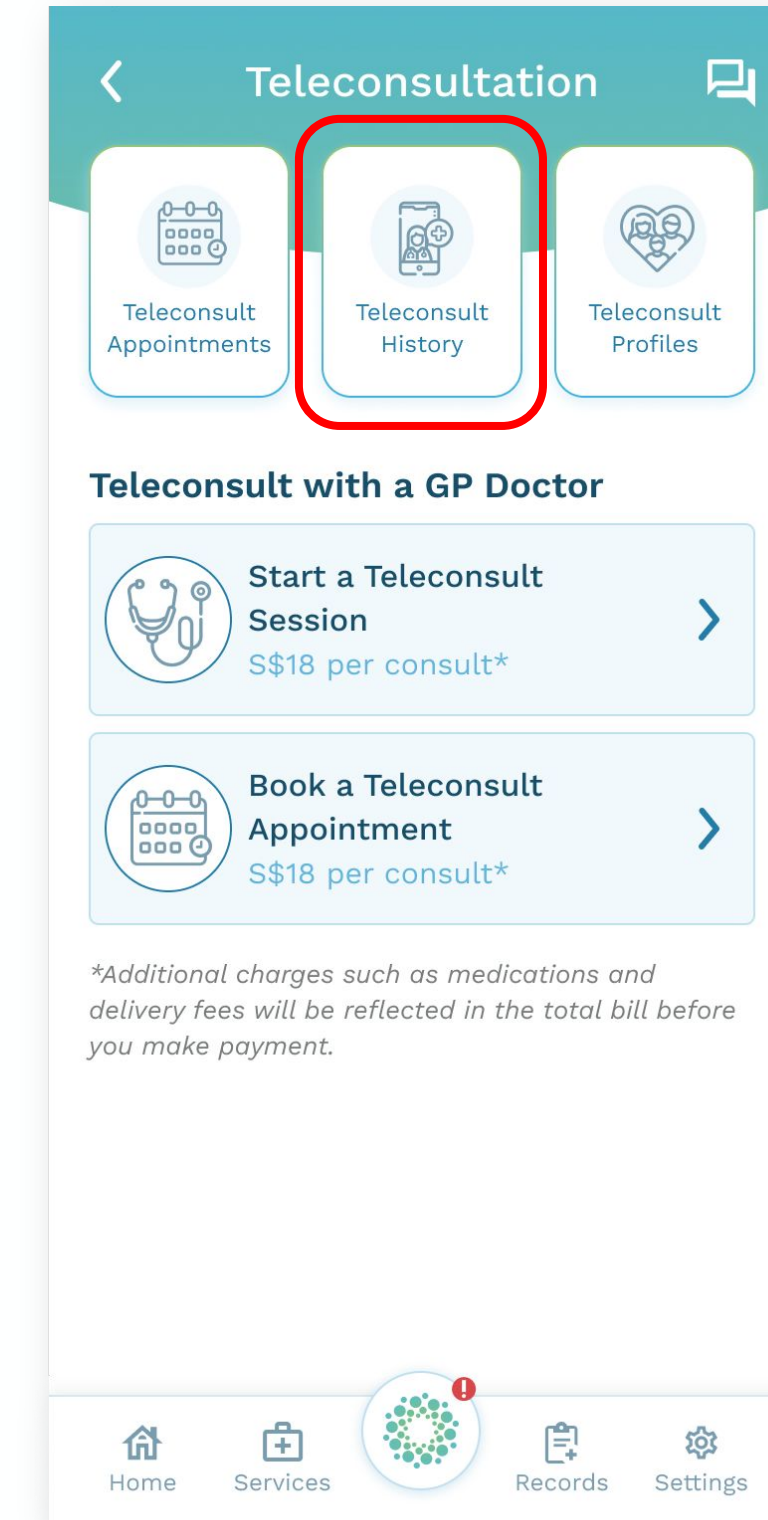 Teleconsultation
Teleconsult
Appointments
Teleconsult
History
Teleconsult
Profiles
Teleconsult with a GP Doctor
Start a Teleconsult
Session
S$18 per consult*
Book a Teleconsult
Appointment
S$18 per consult*
*Additional charges such as medications and
delivery fees will be reflected in the total bill before
you make payment.
Home
Services
Records
Settings